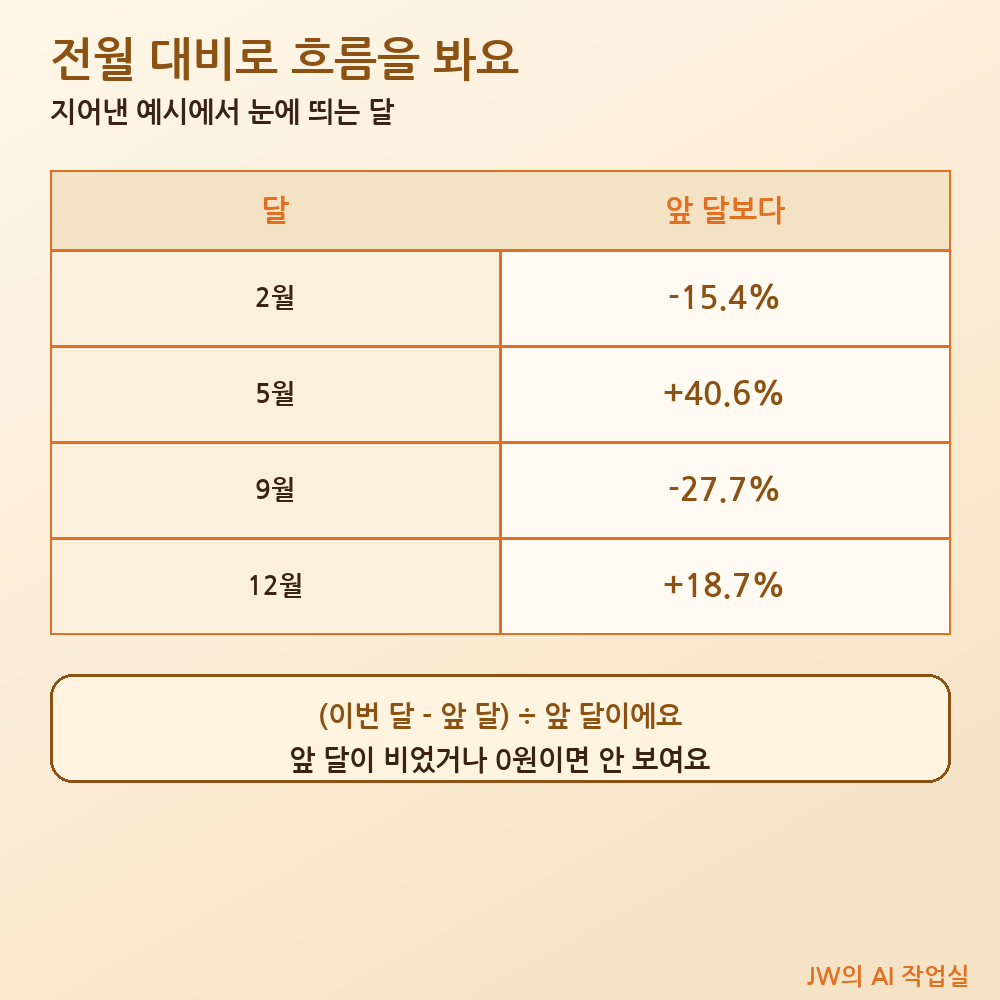 전월 대비로 흐름을 봐요
지어낸 예시에서 눈에 띄는 달
달 앞 달보다
2월 -15.4%
5월 +40.6%
9월 -27.7%
12월 +18.7%
(이번 달 - 앞 달) ÷ 앞 달이에요
앞 달이 비었거나 0원이면 안 보여요
JW의 AI 작업실